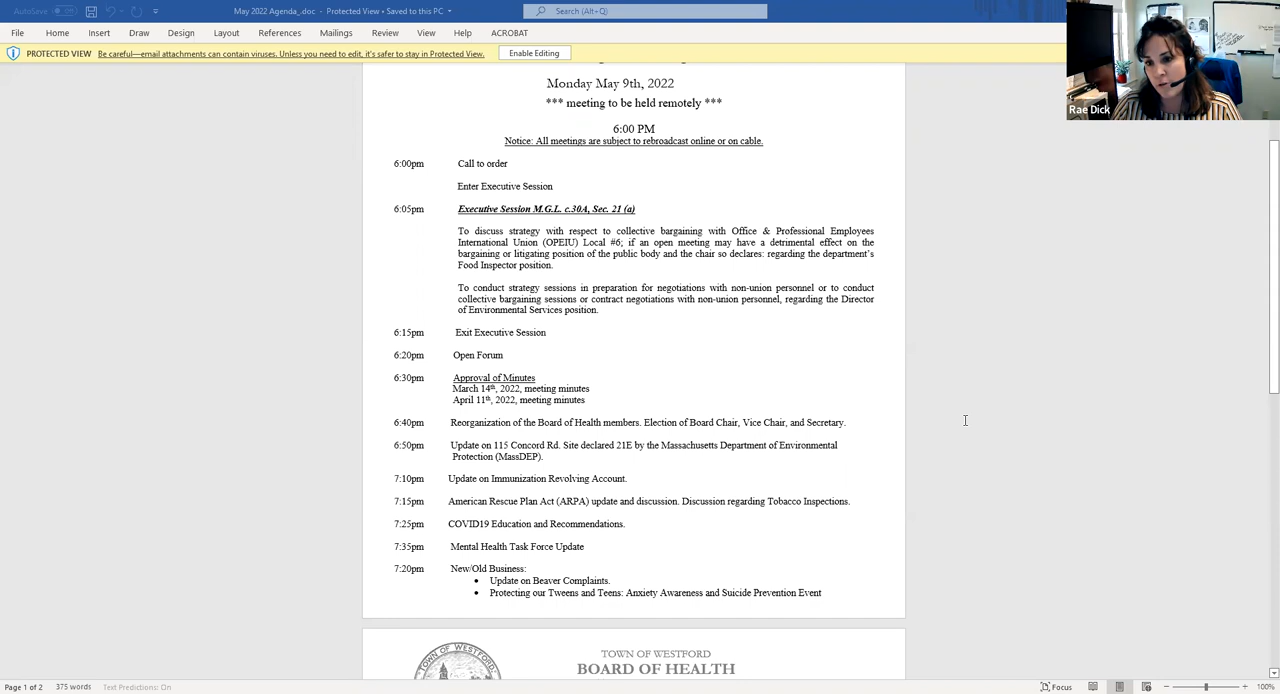 AutoSave Off May 2022 Agenda_.doc - Protected View • Saved to this PC Search (Alt+Q)
File Home Insert Draw Design Layout References Mailings Review View Help ACROBAT
PROTECTED VIEW Be careful—email attachments can contain viruses. Unless you need to edit, it's safer to stay in Protected View. Enable Editing
Rae Dick
Monday May 9th, 2022
*** meeting to be held remotely ***
6:00 PM
Notice: All meetings are subject to rebroadcast online or on cable.
6:00pm Call to order
Enter Executive Session
6:05pm Executive Session M.G.L. c.30A, Sec. 21 (a)
To discuss strategy with respect to collective bargaining with Office & Professional Employees
International Union (OPEIU) Local #6; if an open meeting may have a detrimental effect on the
bargaining or litigating position of the public body and the chair so declares: regarding the department's
Food Inspector position.
To conduct strategy sessions in preparation for negotiations with non-union personnel or to conduct
collective bargaining sessions or contract negotiations with non-union personnel, regarding the Director
of Environmental Services position.
6:15pm Exit Executive Session
6:20pm Open Forum
6:30pm Approval of Minutes
March 14th, 2022, meeting minutes
April 11th, 2022, meeting minutes
6:40pm Reorganization of the Board of Health members. Election of Board Chair, Vice Chair, and Secretary.
6:50pm Update on 115 Concord Rd. Site declared 21E by the Massachusetts Department of Environmental
Protection (MassDEP).
7:10pm Update on Immunization Revolving Account.
7:15pm American Rescue Plan Act (ARPA) update and discussion. Discussion regarding Tobacco Inspections.
7:25pm COVID19 Education and Recommendations.
7:35pm Mental Health Task Force Update
7:20pm New/Old Business:
• Update on Beaver Complaints.
• Protecting our Tweens and Teens: Anxiety Awareness and Suicide Prevention Event
TOWN OF WESTFORD
BOARD OF HEALTH
TOWN OF WESTFORD
Page 1 of 2 375 words Text Predictions: On Focus 100%